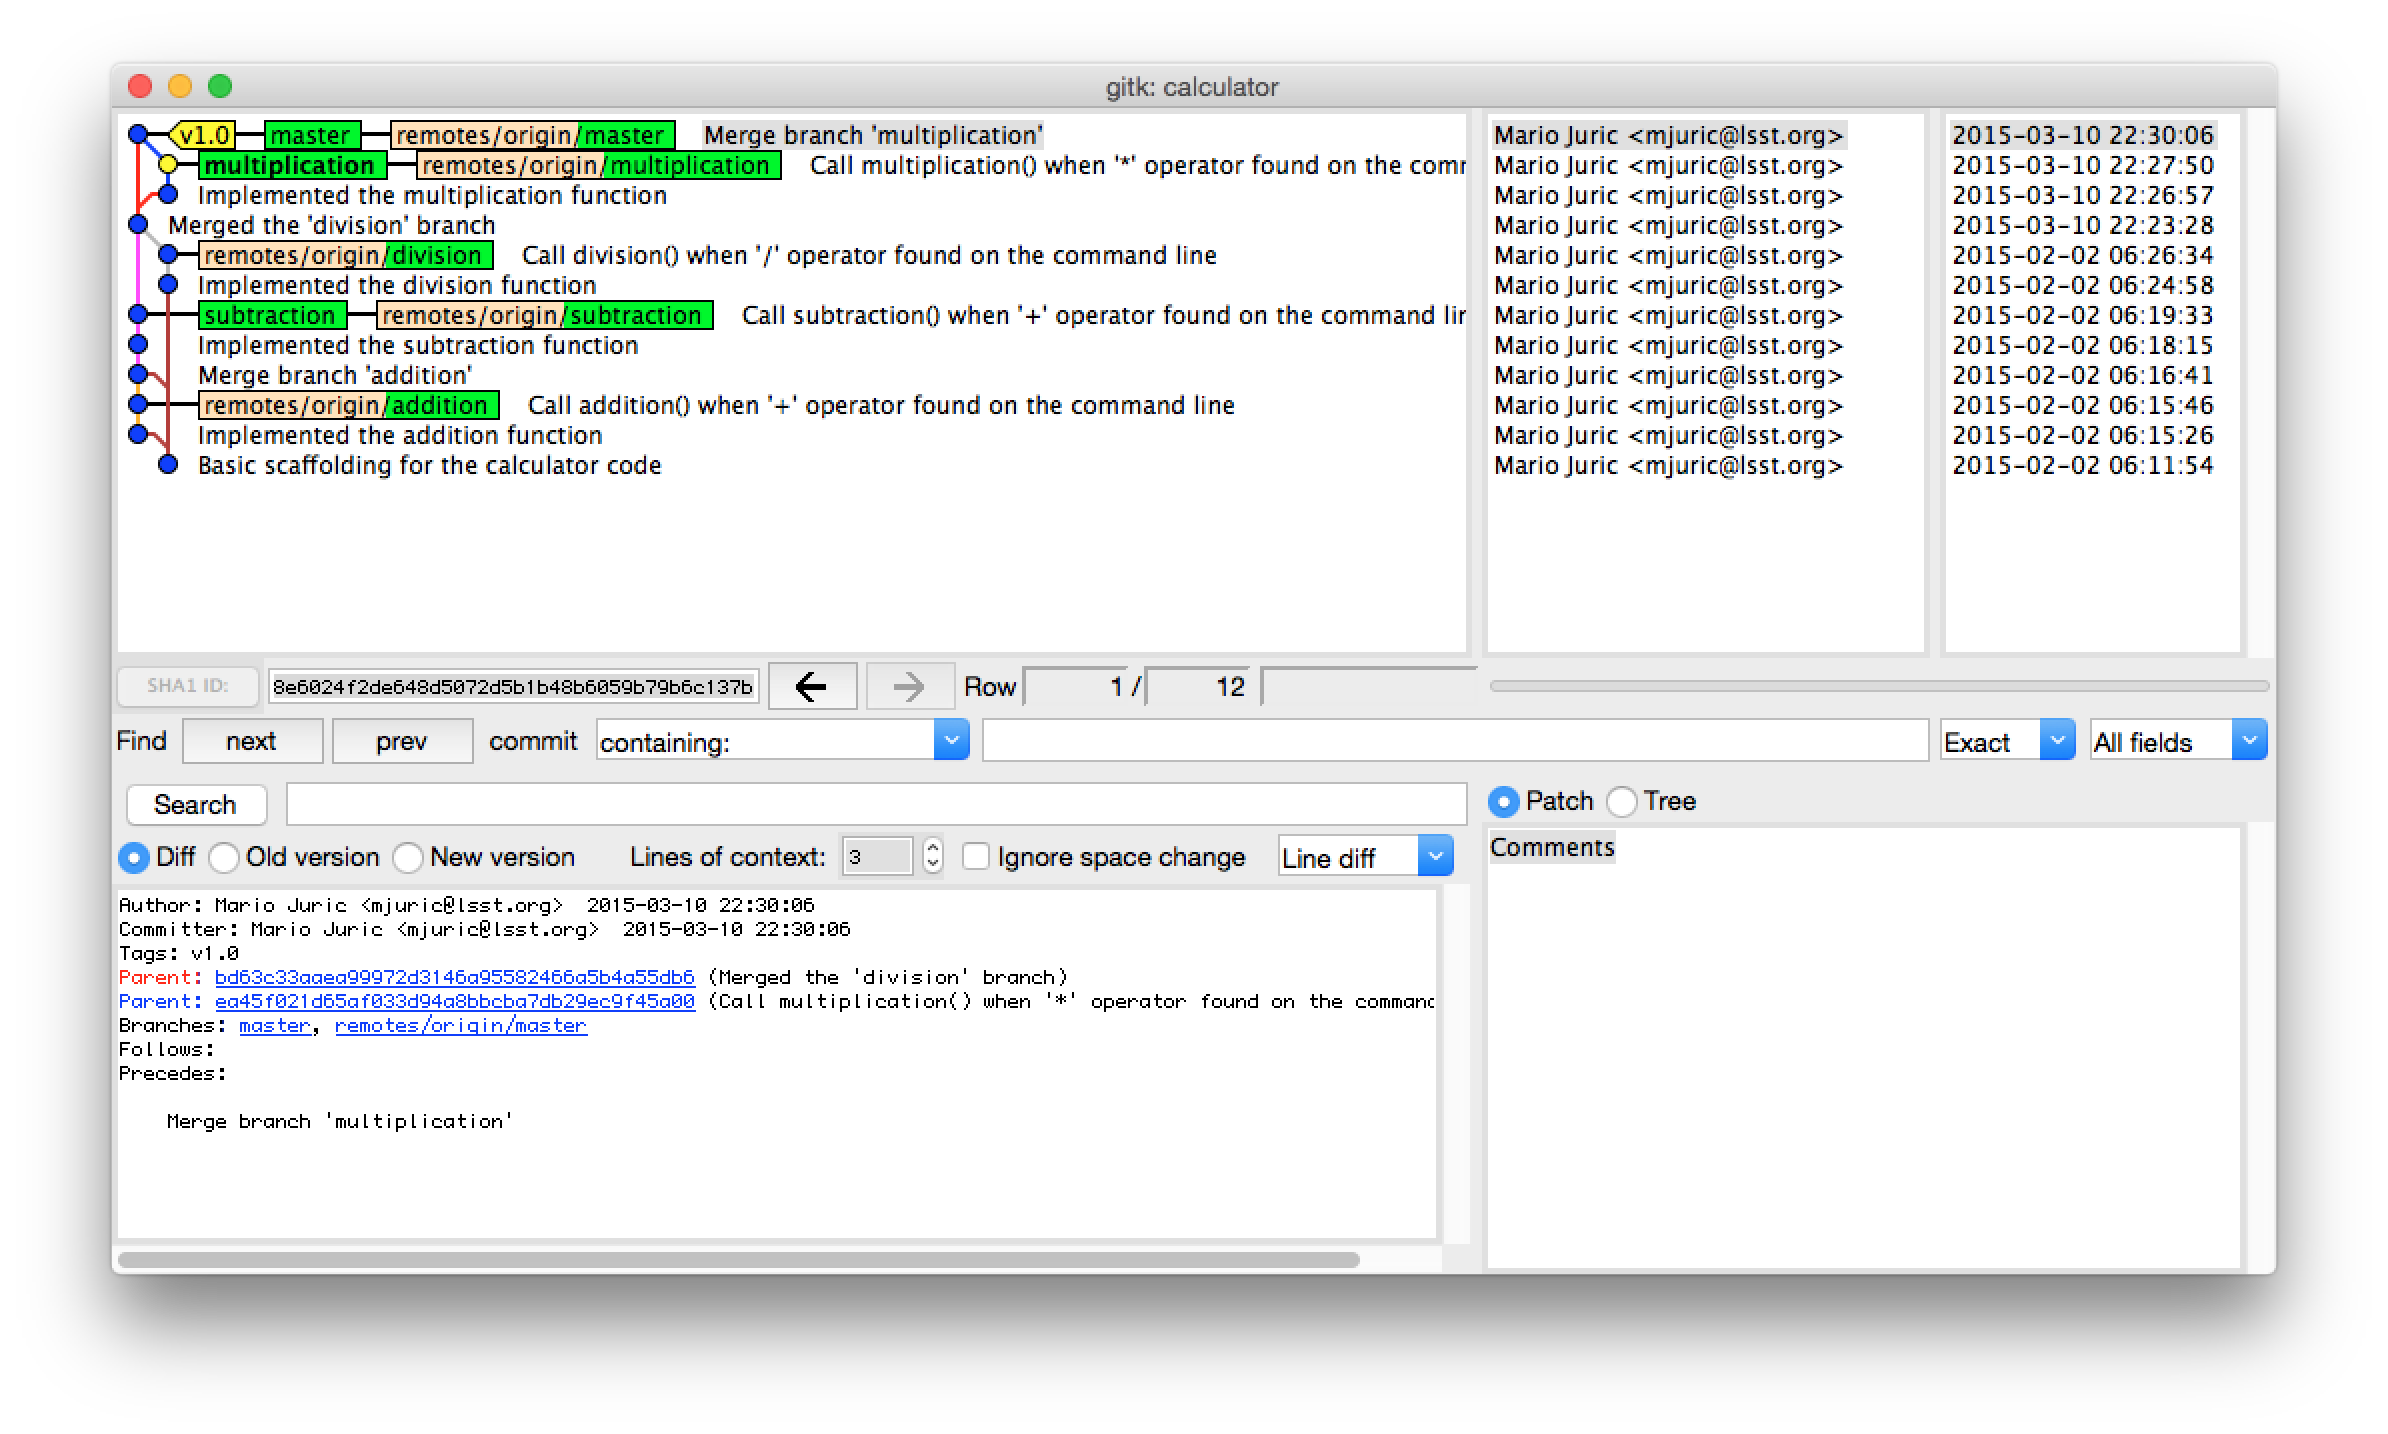 gitk: calculator
v1.0 master remotes/origin/master Merge branch 'multiplication' Mario Juric <mjuric@lsst.org> 2015-03-10 22:30:06
multiplication remotes/origin/multiplication Call multiplication() when '*' operator found on the comm Mario Juric <mjuric@lsst.org> 2015-03-10 22:27:50
Implemented the multiplication function Mario Juric <mjuric@lsst.org> 2015-03-10 22:26:57
Merged the 'division' branch Mario Juric <mjuric@lsst.org> 2015-03-10 22:23:28
remotes/origin/division Call division() when '/' operator found on the command line Mario Juric <mjuric@lsst.org> 2015-02-02 06:26:34
Implemented the division function Mario Juric <mjuric@lsst.org> 2015-02-02 06:24:58
subtraction remotes/origin/subtraction Call subtraction() when '+' operator found on the command lin Mario Juric <mjuric@lsst.org> 2015-02-02 06:19:33
Implemented the subtraction function Mario Juric <mjuric@lsst.org> 2015-02-02 06:18:15
Merge branch 'addition' Mario Juric <mjuric@lsst.org> 2015-02-02 06:16:41
remotes/origin/addition Call addition() when '+' operator found on the command line Mario Juric <mjuric@lsst.org> 2015-02-02 06:15:46
Implemented the addition function Mario Juric <mjuric@lsst.org> 2015-02-02 06:15:26
Basic scaffolding for the calculator code Mario Juric <mjuric@lsst.org> 2015-02-02 06:11:54
SHA1 ID: 8e6024f2de648d5072d5b1b48b6059b79b6c137b Row 1 / 12
Find next prev commit containing: Exact All fields
Search Patch Tree
Diff Old version New version Lines of context: 3 Ignore space change Line diff
Comments
Author: Mario Juric <mjuric@lsst.org> 2015-03-10 22:30:06
Committer: Mario Juric <mjuric@lsst.org> 2015-03-10 22:30:06
Tags: v1.0
Parent: bd63c33aaea99972d3146a95582466a5b4a55db6 (Merged the 'division' branch)
Parent: ea45f021d65af033d94a8bbcba7db29ec9f45a00 (Call multiplication() when '*' operator found on the command
Branches: master, remotes/origin/master
Follows:
Precedes:
Merge branch 'multiplication'